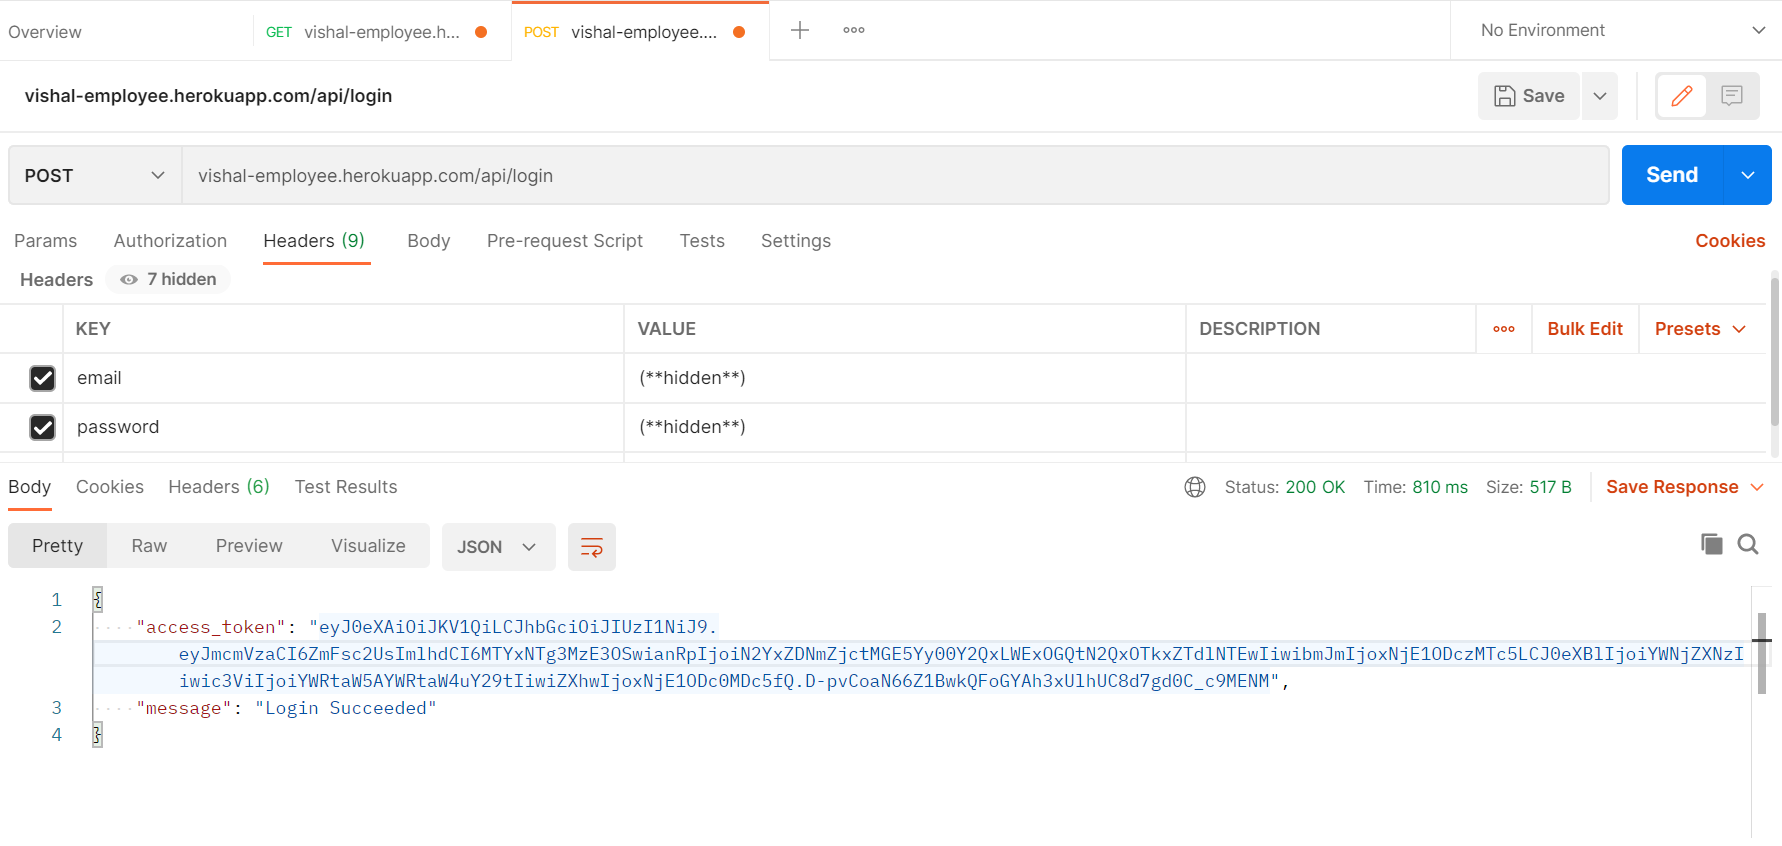 Overview GET vishal-employee.h... POST vishal-employee.... No Environment
vishal-employee.herokuapp.com/api/login Save
POST vishal-employee.herokuapp.com/api/login Send
Params Authorization Headers (9) Body Pre-request Script Tests Settings Cookies
Headers 7 hidden
KEY VALUE DESCRIPTION Bulk Edit Presets
email (**hidden**)
password (**hidden**)
Body Cookies Headers (6) Test Results Status: 200 OK Time: 810 ms Size: 517 B Save Response
Pretty Raw Preview Visualize JSON
1 {
2 "access_token": "eyJ0eXAiOiJKV1QiLCJhbGciOiJIUzI1NiJ9.
eyJmcmVzaCI6ZmFsc2UsImlhdCI6MTYxNTg3MzE3OSwianRpIjoiN2YxZDNmZjctMGE5Yy00Y2QxLWExOGQtN2QxOTkxZTdlNTEwIiwibmJmIjoxNjE1ODczMTc5LCJ0eXBlIjoiYWNjZXNzI
iwic3ViIjoiYWRtaW5AYWRtaW4uY29tIiwiZXhwIjoxNjE1ODc0MDc5fQ.D-pvCoaN66Z1BwkQFoGYAh3xUlhUC8d7gd0C_c9MENM",
3 "message": "Login Succeeded"
4 }